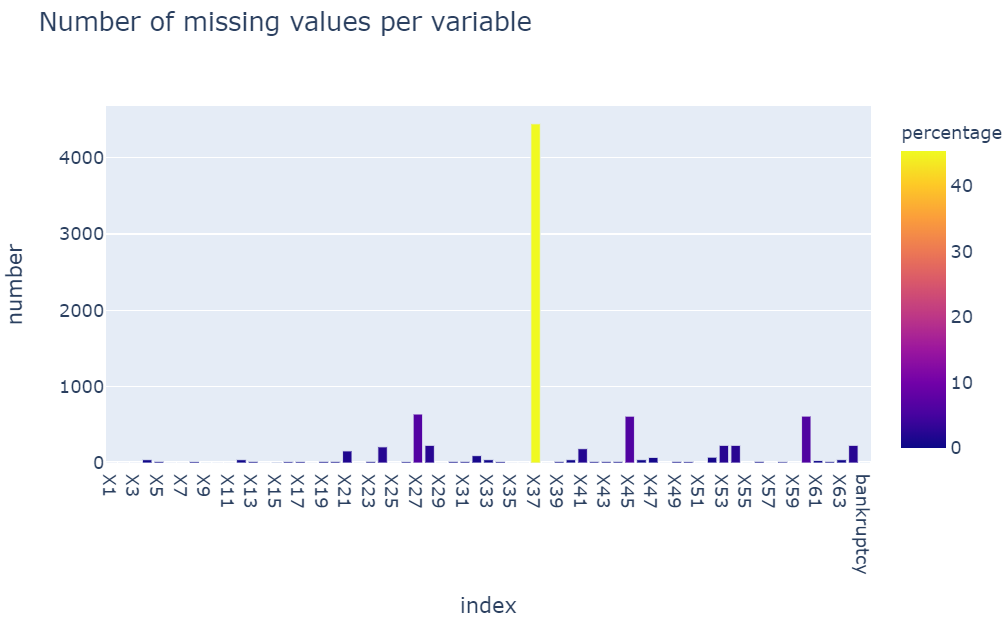 Number of missing values per variable
number
4000
3000
2000
1000
0
X1
X3
X5
X7
X9
X11
X13
X15
X17
X19
X21
X23
X25
X27
X29
X31
X33
X35
X37
X39
X41
X43
X45
X47
X49
X51
X53
X55
X57
X59
X61
X63
bankruptcy
index
percentage
40
30
20
10
0